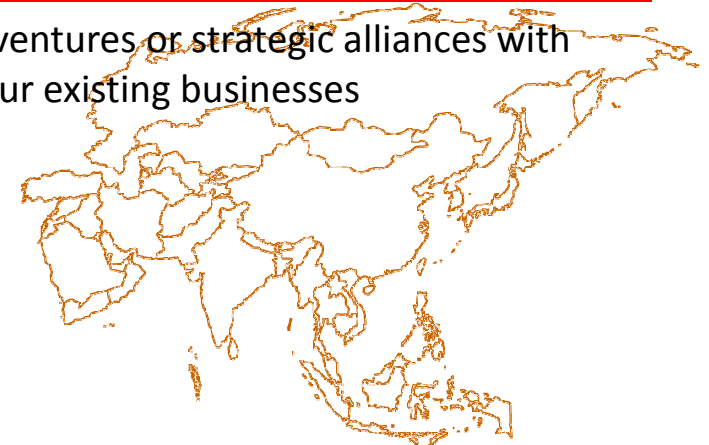 ventures or strategic alliances with
ur existing businesses